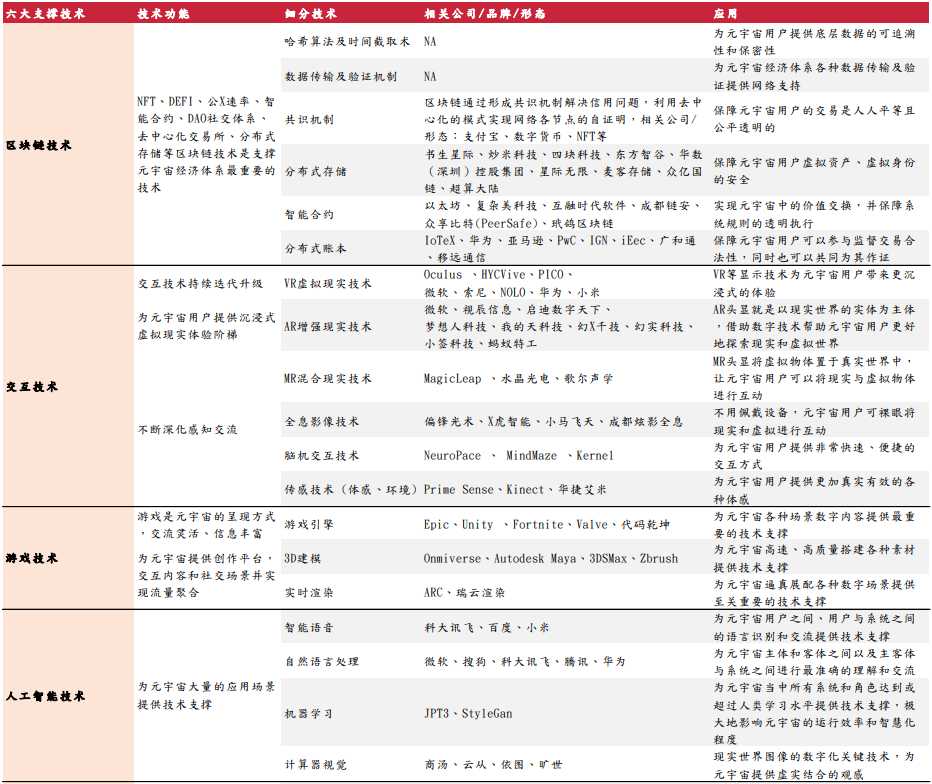 六大支撑技术 技术功能 细分技术 相关公司/品牌/形态 应用
区块链技术
NFT、DEFI、公X速率、智
能合约、DAO社交体系、
去中心化交易所、分布式
存储等区块链技术是支撑
元宇宙经济体系最重要的
技术
哈希算法及时间截取术 NA
为元宇宙用户提供底层数据的可追溯
性和保密性
数据传输及验证机制 NA
为元宇宙经济体系各种数据传输及验
证提供网络支持
共识机制
区块链通过形成共识机制解决信用问题，利用去中
心化的模式实现网络各节点的自证明，相关公司/
形态：支付宝、数字货币、NFT等
保障元宇宙用户的交易是人人平等且
公平透明的
分布式存储
书生星际、炒米科技、四块科技、东方智谷、华数
（深圳）控股集团、星际无限、麦客存储、众亿国
链、超算大陆
保障元宇宙用户虚拟资产、虚拟身份
的安全
智能合约
以太坊、复杂美科技、互融时代软件、成都链安、
众享比特(PeerSafe)、玳鸽区块链
实现元宇宙中的价值交换，并保障系
统规则的透明执行
分布式账本
IoTeX、华为、亚马逊、PwC、IGN、iEec、广和通
、移远通信
保障元宇宙用户可以参与监督交易合
法性，同时也可以共同为其作证
交互技术
交互技术持续迭代升级
为元宇宙用户提供沉浸式
虚拟现实体验阶梯
不断深化感知交流
VR虚拟现实技术
Oculus 、HYCVive、PICO、
微软、索尼、NOLO、华为、小米
VR等显示技术为元宇宙用户带来更沉
浸式的体验
AR增强现实技术
微软、视辰信息、启迪数字天下、
梦想人科技、我的天科技、幻X千技、幻实科技、
小签科技、蚂蚁特工
AR头显就是以现实世界的实体为主体
，借助数字技术帮助元宇宙用户更好
地探索现实和虚拟世界
MR混合现实技术
MagicLeap 、水晶光电、歌尔声学
MR头显将虚拟物体置于真实世界中，
让元宇宙用户可以将现实与虚拟物体
进行互动
全息影像技术
偏锋光术、X虎智能、小马飞天、成都炫影全息
不用佩戴设备，元宇宙用户可裸眼将
现实和虚拟进行互动
脑机交互技术
NeuroPace 、 MindMaze 、Kernel
为元宇宙用户提供非常快速、便捷的
交互方式
传感技术（体感、环境） Prime Sense、Kinect、华捷艾米
为元宇宙用户提供更加真实有效的各
种体感
游戏技术
游戏是元宇宙的呈现方式
，交流灵活、信息丰富
为元宇宙提供创作平台，
交互内容和社交场景并实
现流量聚合
游戏引擎
Epic、Unity 、Fortnite、Valve、代码乾坤
为元宇宙各种场景数字内容提供最重
要的技术支撑
3D建模
Onmiverse、Autodesk Maya、3DSMax、Zbrush
为元宇宙高速、高质量搭建各种素材
提供技术支撑
实时渲染
ARC、瑞云渲染
为元宇宙逼真展配各种数字场景提供
至关重要的技术支撑
人工智能技术
为元宇宙大量的应用场景
提供技术支撑
智能语音
科大讯飞、百度、小米
为元宇宙用户之间、用户与系统之间
的语言识别和交流提供技术支撑
自然语言处理
微软、搜狗、科大讯飞、腾讯、华为
为元宇宙主体和客体之间以及主客体
与系统之间进行最准确的理解和交流
机器学习
JPT3、StyleGan
为元宇宙当中所有系统和角色达到或
超过人类学习水平提供技术支撑，极
大地影响元宇宙的运行效率和智慧化
程度
计算器视觉
商汤、云从、依图、旷世
现实世界图像的数字化关键技术，为
元宇宙提供虚实结合的观感